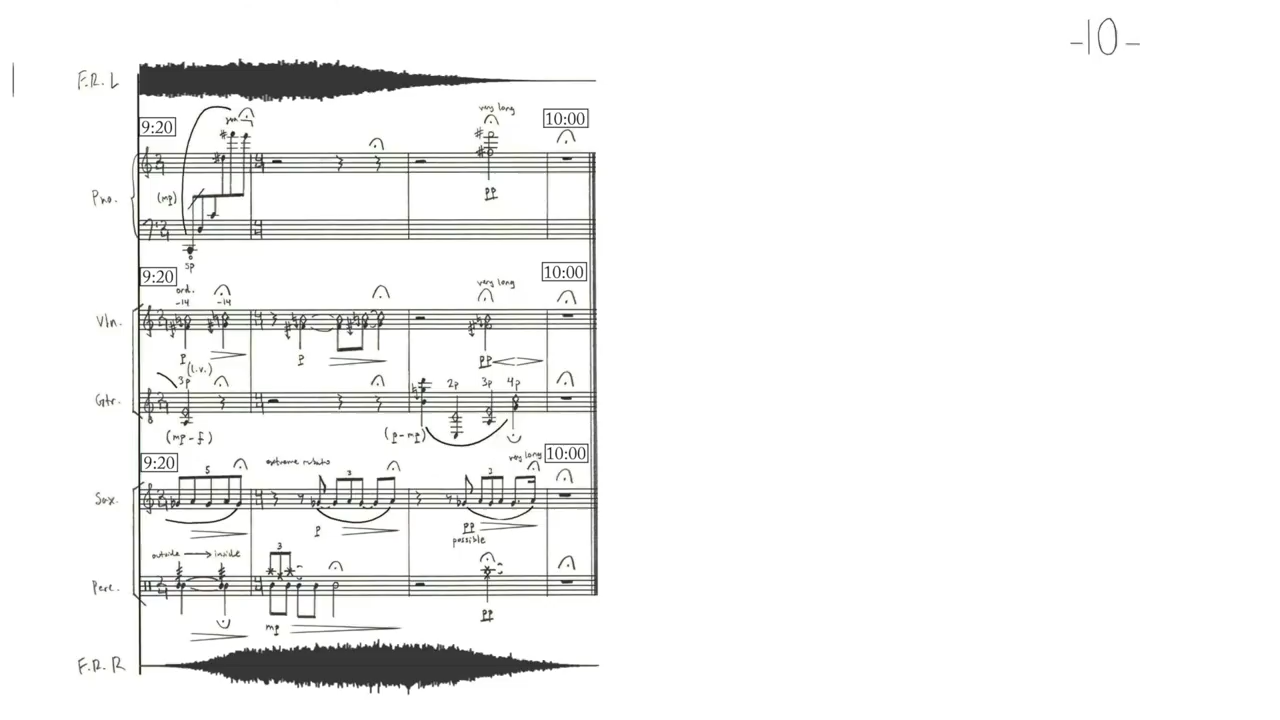 -10-
F.R. L
very long
9:20
10:00
Pno.
(mp)
pp
sp
9:20
10:00
ord.
very long
-14 -14
Vln.
p
p
pp
(l.v.)
3p
2p 3p 4p
Gtr.
(mp-f)
(p-mp)
9:20
10:00
very long
5
extreme rubato
3
3
Sax.
p
pp
possible
outside inside
3
Perc.
mp
pp
F.R. R